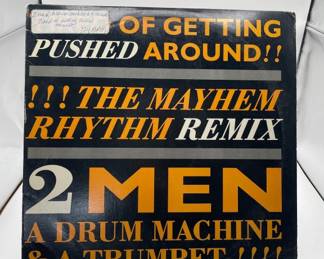 OF GETTING
PUSHED AROUND!!
!!! THE MAYHEM
RHYTHM REMIX
2 MEN
A DRUM MACHINE
& A TRUMPET !!!!